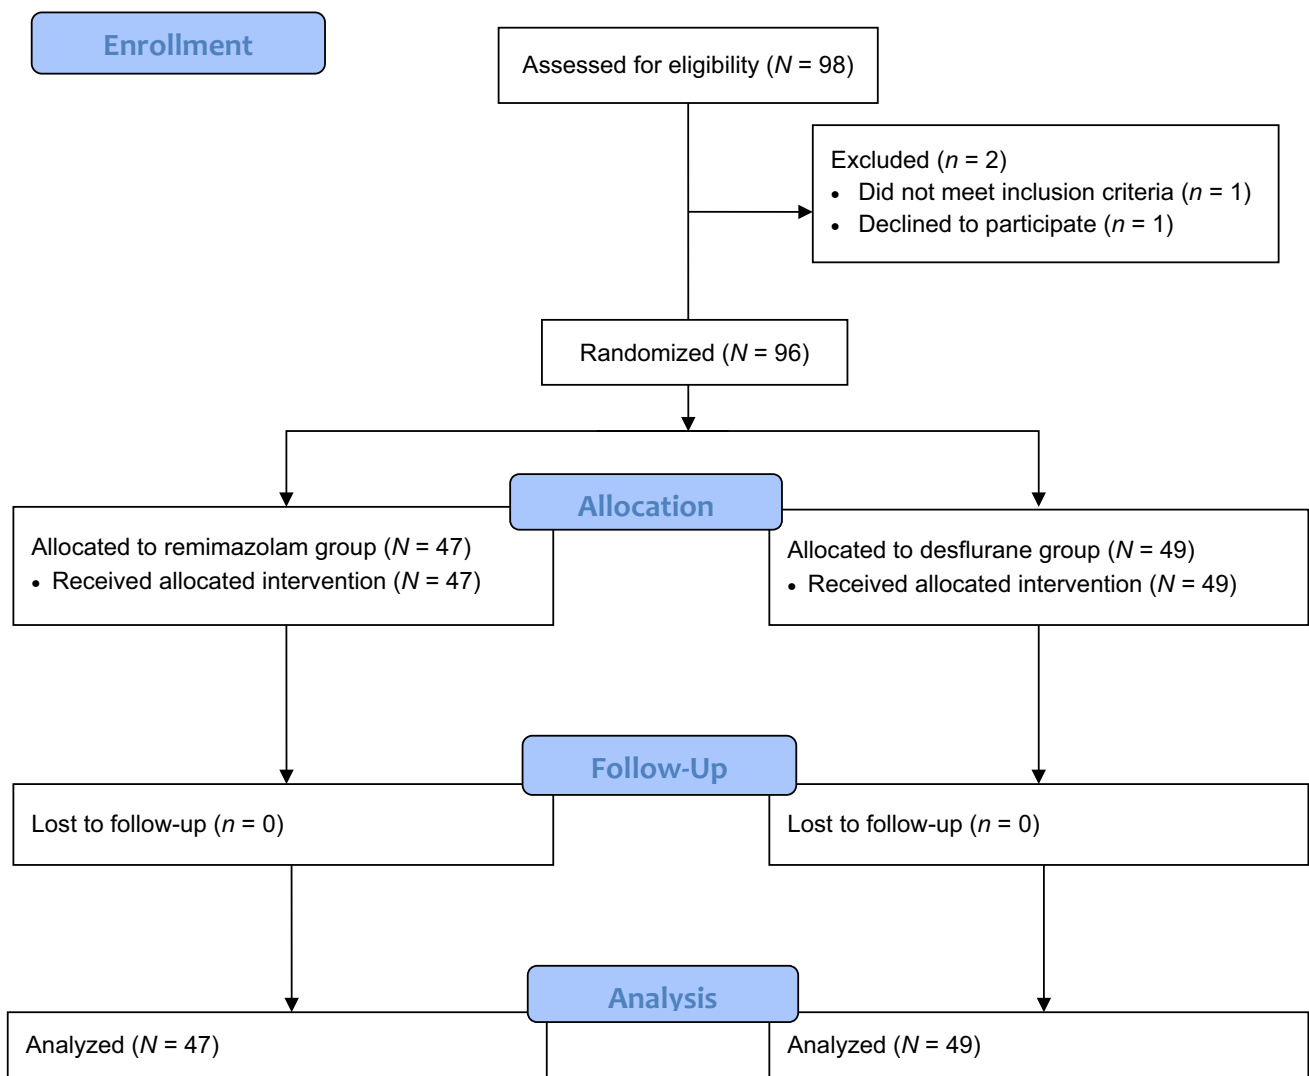 Enrollment
Assessed for eligibility (N = 98)
Excluded (n = 2)
• Did not meet inclusion criteria (n = 1)
• Declined to participate (n = 1)
Randomized (N = 96)
Allocation
Allocated to remimazolam group (N = 47)
• Received allocated intervention (N = 47)
Allocated to desflurane group (N = 49)
• Received allocated intervention (N = 49)
Follow-Up
Lost to follow-up (n = 0)
Lost to follow-up (n = 0)
Analysis
Analyzed (N = 47)
Analyzed (N = 49)